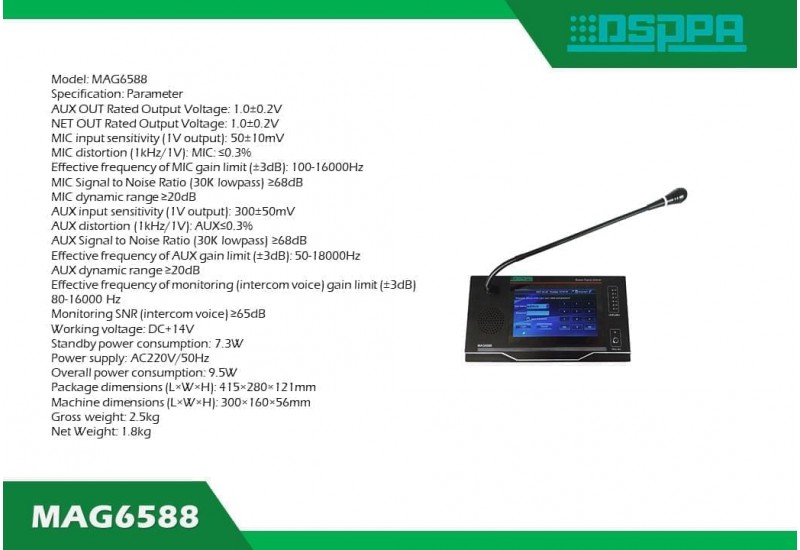 DSPPA
Model: MAG6588
Specification: Parameter
AUX OUT Rated Output Voltage: 1.0±0.2V
NET OUT Rated Output Voltage: 1.0±0.2V
MIC input sensitivity (1V output): 50±10mV
MIC distortion (1kHz/1V): MIC: ≤0.3%
Effective frequency of MIC gain limit (±3dB): 100-16000Hz
MIC Signal to Noise Ratio (30K lowpass) ≥68dB
MIC dynamic range ≥20dB
AUX input sensitivity (1V output): 300±50mV
AUX distortion (1kHz/1V): AUX≤0.3%
AUX Signal to Noise Ratio (30K lowpass) ≥68dB
Effective frequency of AUX gain limit (±3dB): 50-18000Hz
AUX dynamic range ≥20dB
Effective frequency of monitoring (intercom voice) gain limit (±3dB)
80-16000 Hz
Monitoring SNR (intercom voice) ≥65dB
Working voltage: DC+14V
Standby power consumption: 7.3W
Power supply: AC220V/50Hz
Overall power consumption: 9.5W
Package dimensions (L×W×H): 415×280×121mm
Machine dimensions (L×W×H): 300×160×56mm
Gross weight: 2.5kg
Net Weight: 1.8kg
MAG6588